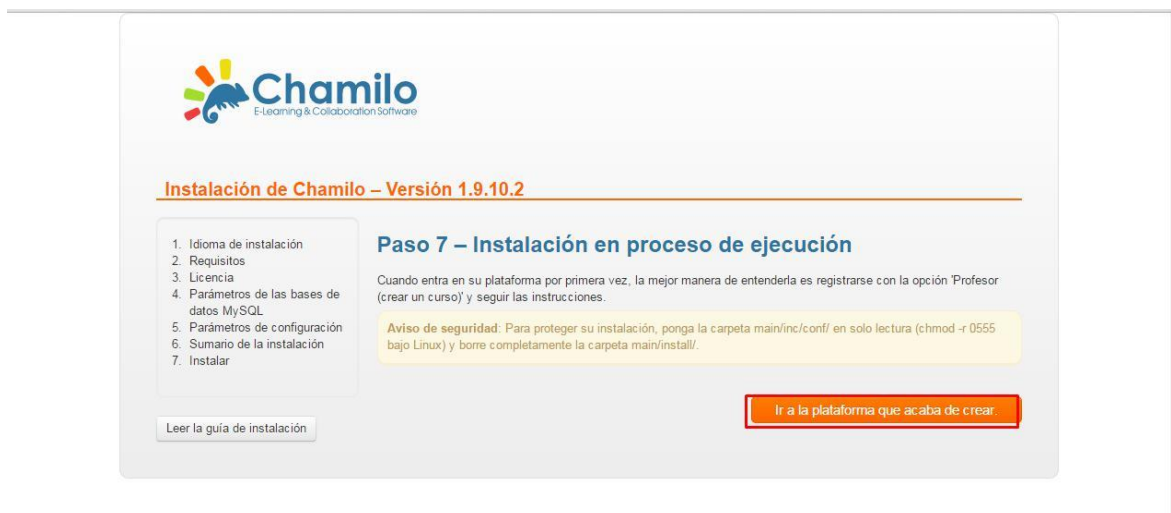 Chamilo
E-Learning & Collaboration Software
Instalación de Chamilo – Versión 1.9.10.2
1. Idioma de instalación
2. Requisitos
3. Licencia
4. Parámetros de las bases de
datos MySQL
5. Parámetros de configuración
6. Sumario de la instalación
7. Instalar
Leer la guía de instalación
Paso 7 – Instalación en proceso de ejecución
Cuando entra en su plataforma por primera vez, la mejor manera de entenderla es registrarse con la opción 'Profesor
(crear un curso)' y seguir las instrucciones.
Aviso de seguridad: Para proteger su instalación, ponga la carpeta main/inc/conf/ en solo lectura (chmod -r 0555
bajo Linux) y borre completamente la carpeta main/install/.
Ir a la plataforma que acaba de crear.